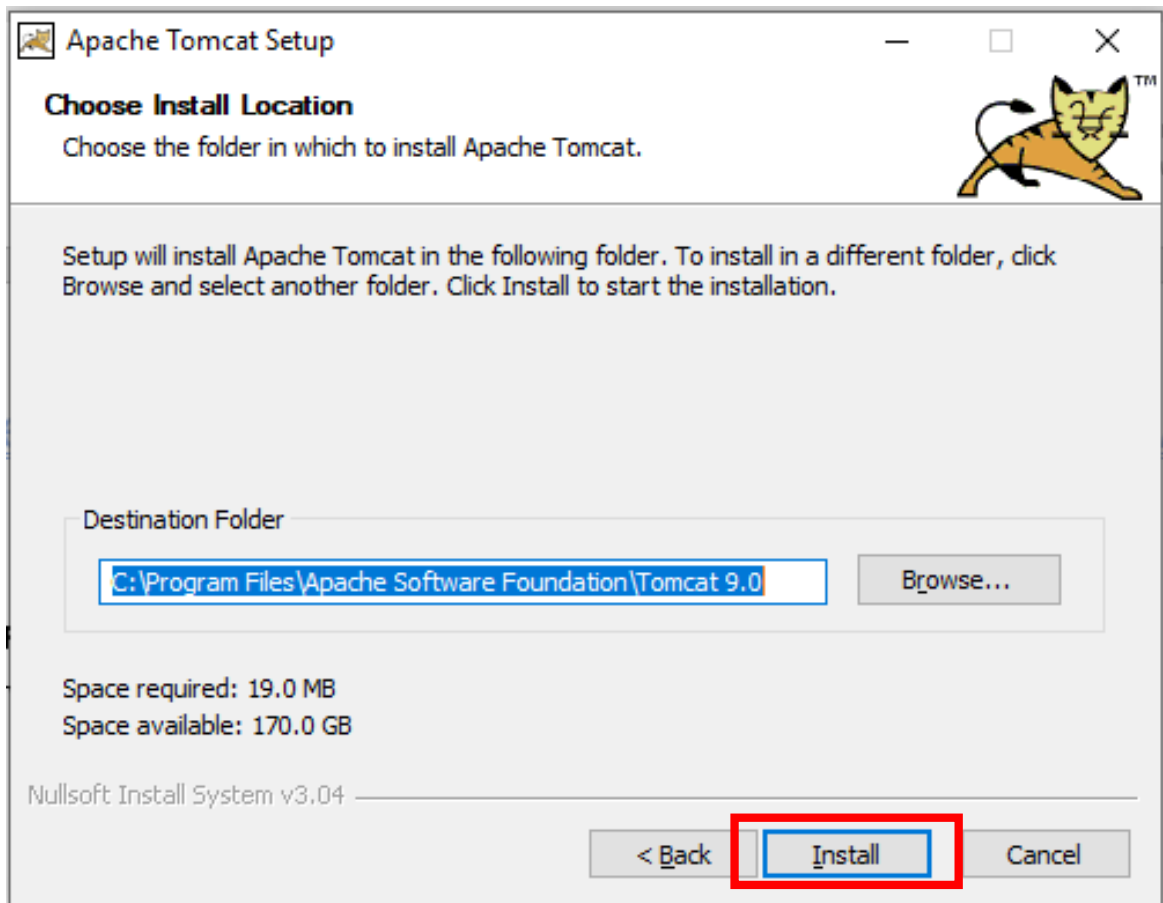 Apache Tomcat Setup
TM
Choose Install Location
Choose the folder in which to install Apache Tomcat.
Setup will install Apache Tomcat in the following folder. To install in a different folder, click
Browse and select another folder. Click Install to start the installation.
Destination Folder
C:\Program Files\Apache Software Foundation\Tomcat 9.0
Browse...
Space required: 19.0 MB
Space available: 170.0 GB
Nullsoft Install System v3.04
< Back
Install
Cancel